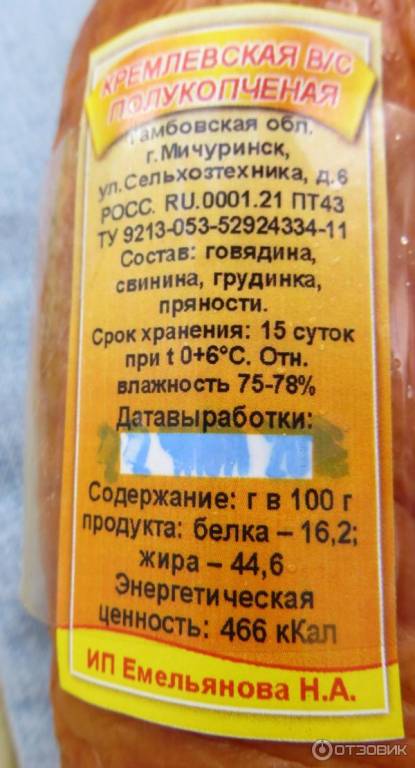 КРЕМЛЕВСКАЯ В/С
ПОЛУКОПЧЕНАЯ
Тамбовская обл.
г.Мичуринск,
ул.Сельхозтехника, д.6
РОСС. RU.0001.21 ПТ43
ТУ 9213-053-52924334-11
Состав: говядина,
свинина, грудинка,
пряности.
Срок хранения: 15 суток
при t 0+6°С. Отн.
влажность 75-78%
Датавыработки:
Содержание: г в 100 г
продукта: белка – 16,2;
жира – 44,6
Энергетическая
ценность: 466 кКал
ИП Емельянова Н.А.
ОТЗОВИК